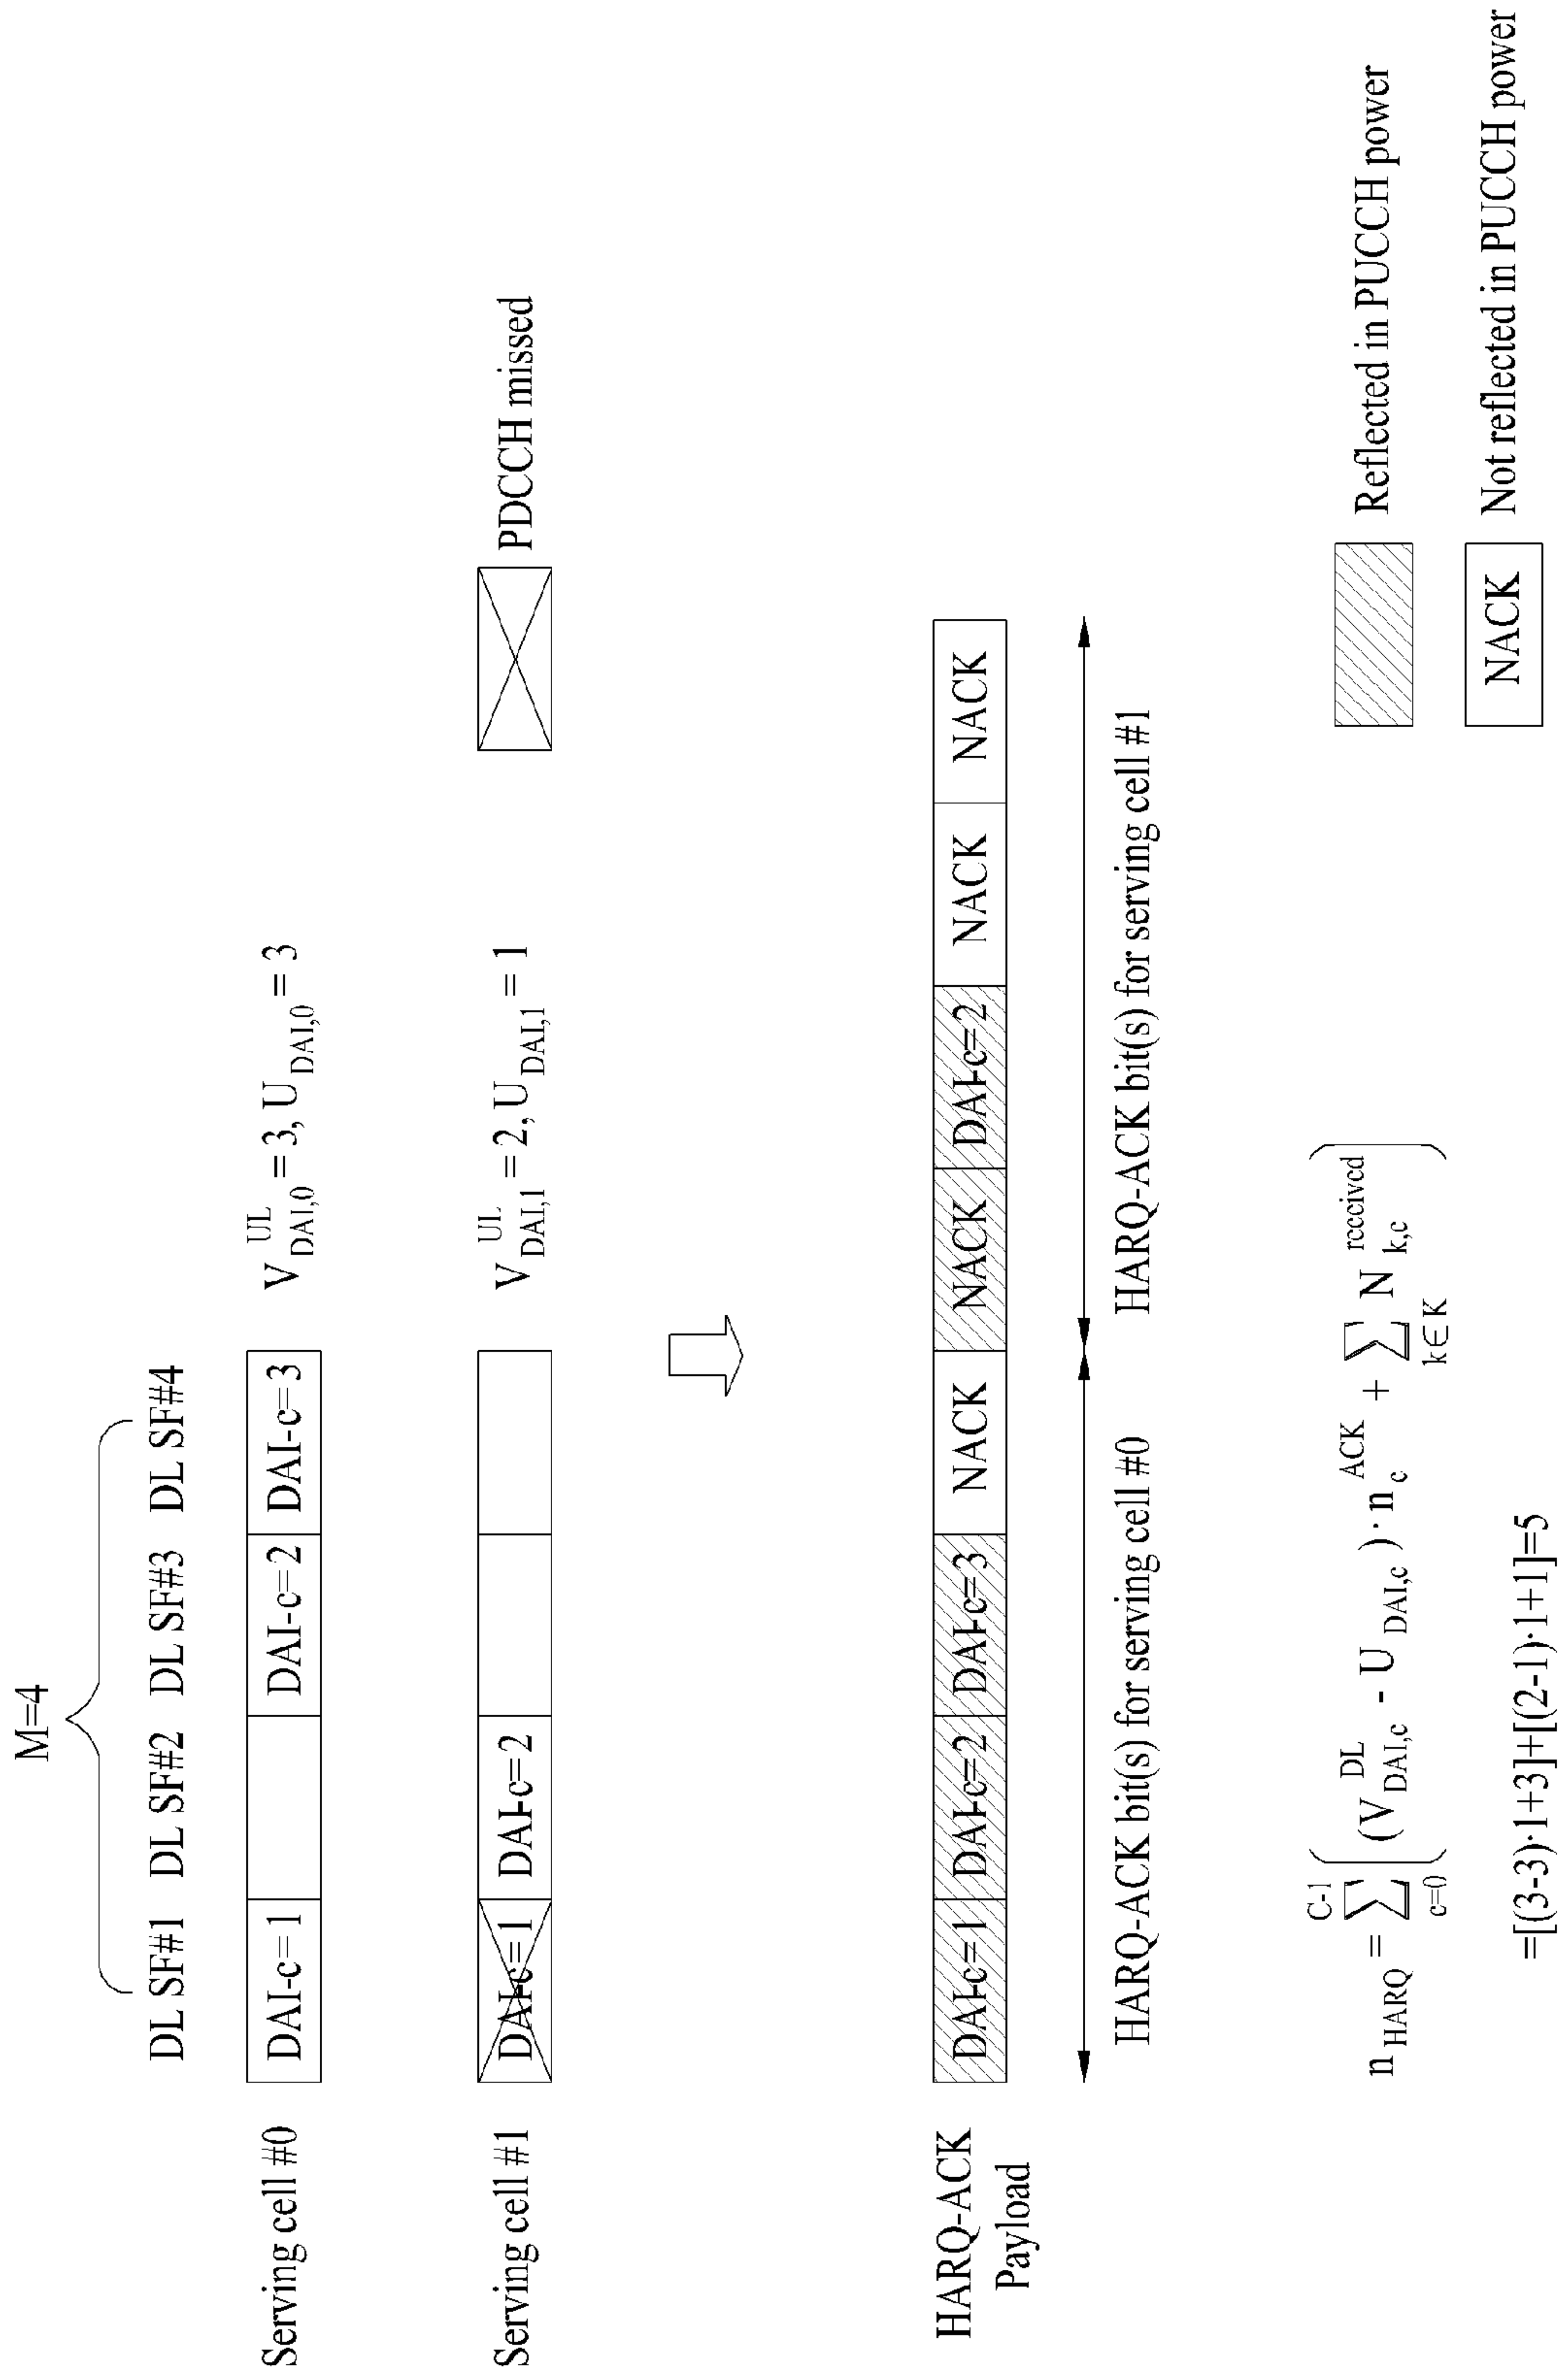 M=4
DL SF#1 DL SF#2 DL SF#3 DL SF#4
Serving cell #0 DAI-c=1 DAI-c=2 DAI-c=3 V^UL_DAI,0 = 3, U_DAI,0 = 3
Serving cell #1 DAI-c=1 DAI-c=2 V^UL_DAI,1 = 2, U_DAI,1 = 1 PDCCH missed
HARQ-ACK
Payload
DAI-c=1 DAI-c=2 DAI-c=3 NACK NACK DAI-c=2 NACK NACK
HARQ-ACK bit(s) for serving cell #0 HARQ-ACK bit(s) for serving cell #1
n_HARQ = ∑_{c=0}^{C-1} ( (V^DL_DAI,c - U_DAI,c) · n_c^ACK + ∑_{k∈K} N_k,c^received )
=[(3-3)·1+3]+[(2-1)·1+1]=5
Reflected in PUCCH power
NACK Not reflected in PUCCH power